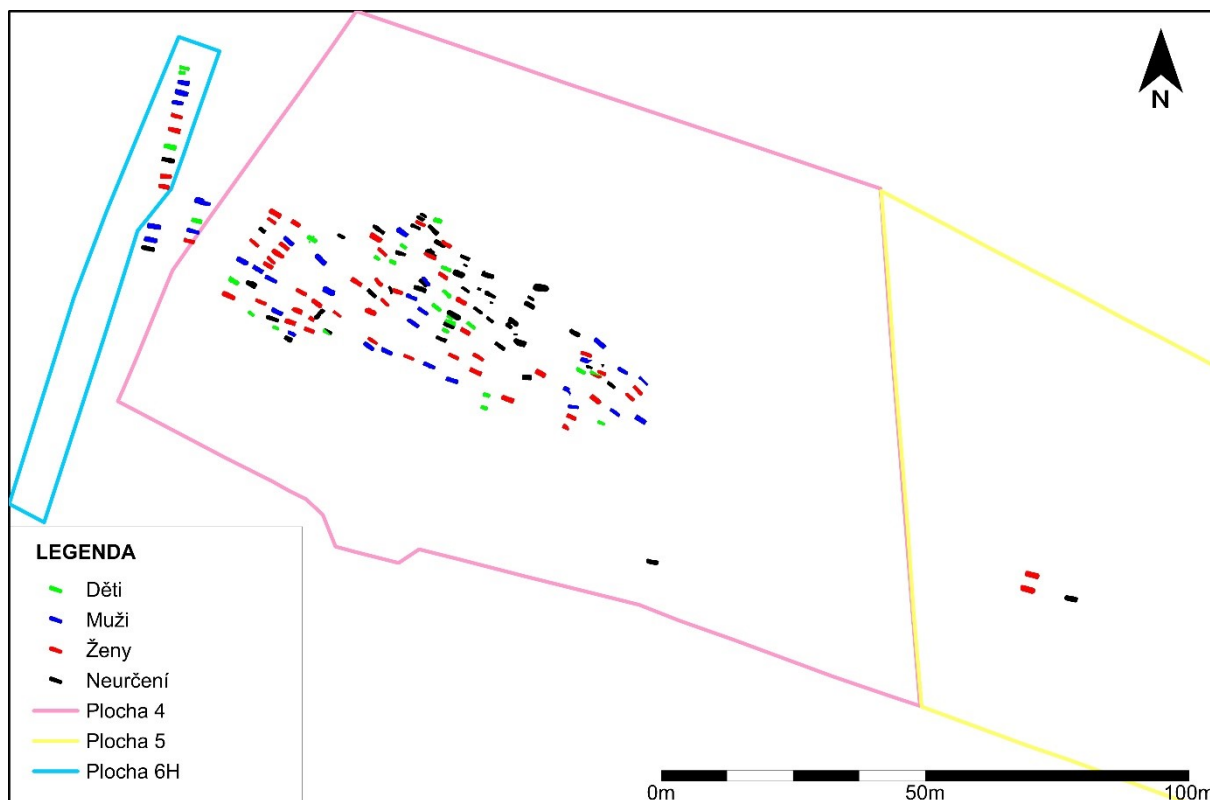 N
LEGENDA
Děti
Muži
Ženy
Neurčení
Plocha 4
Plocha 5
Plocha 6H
0m 50m 100m